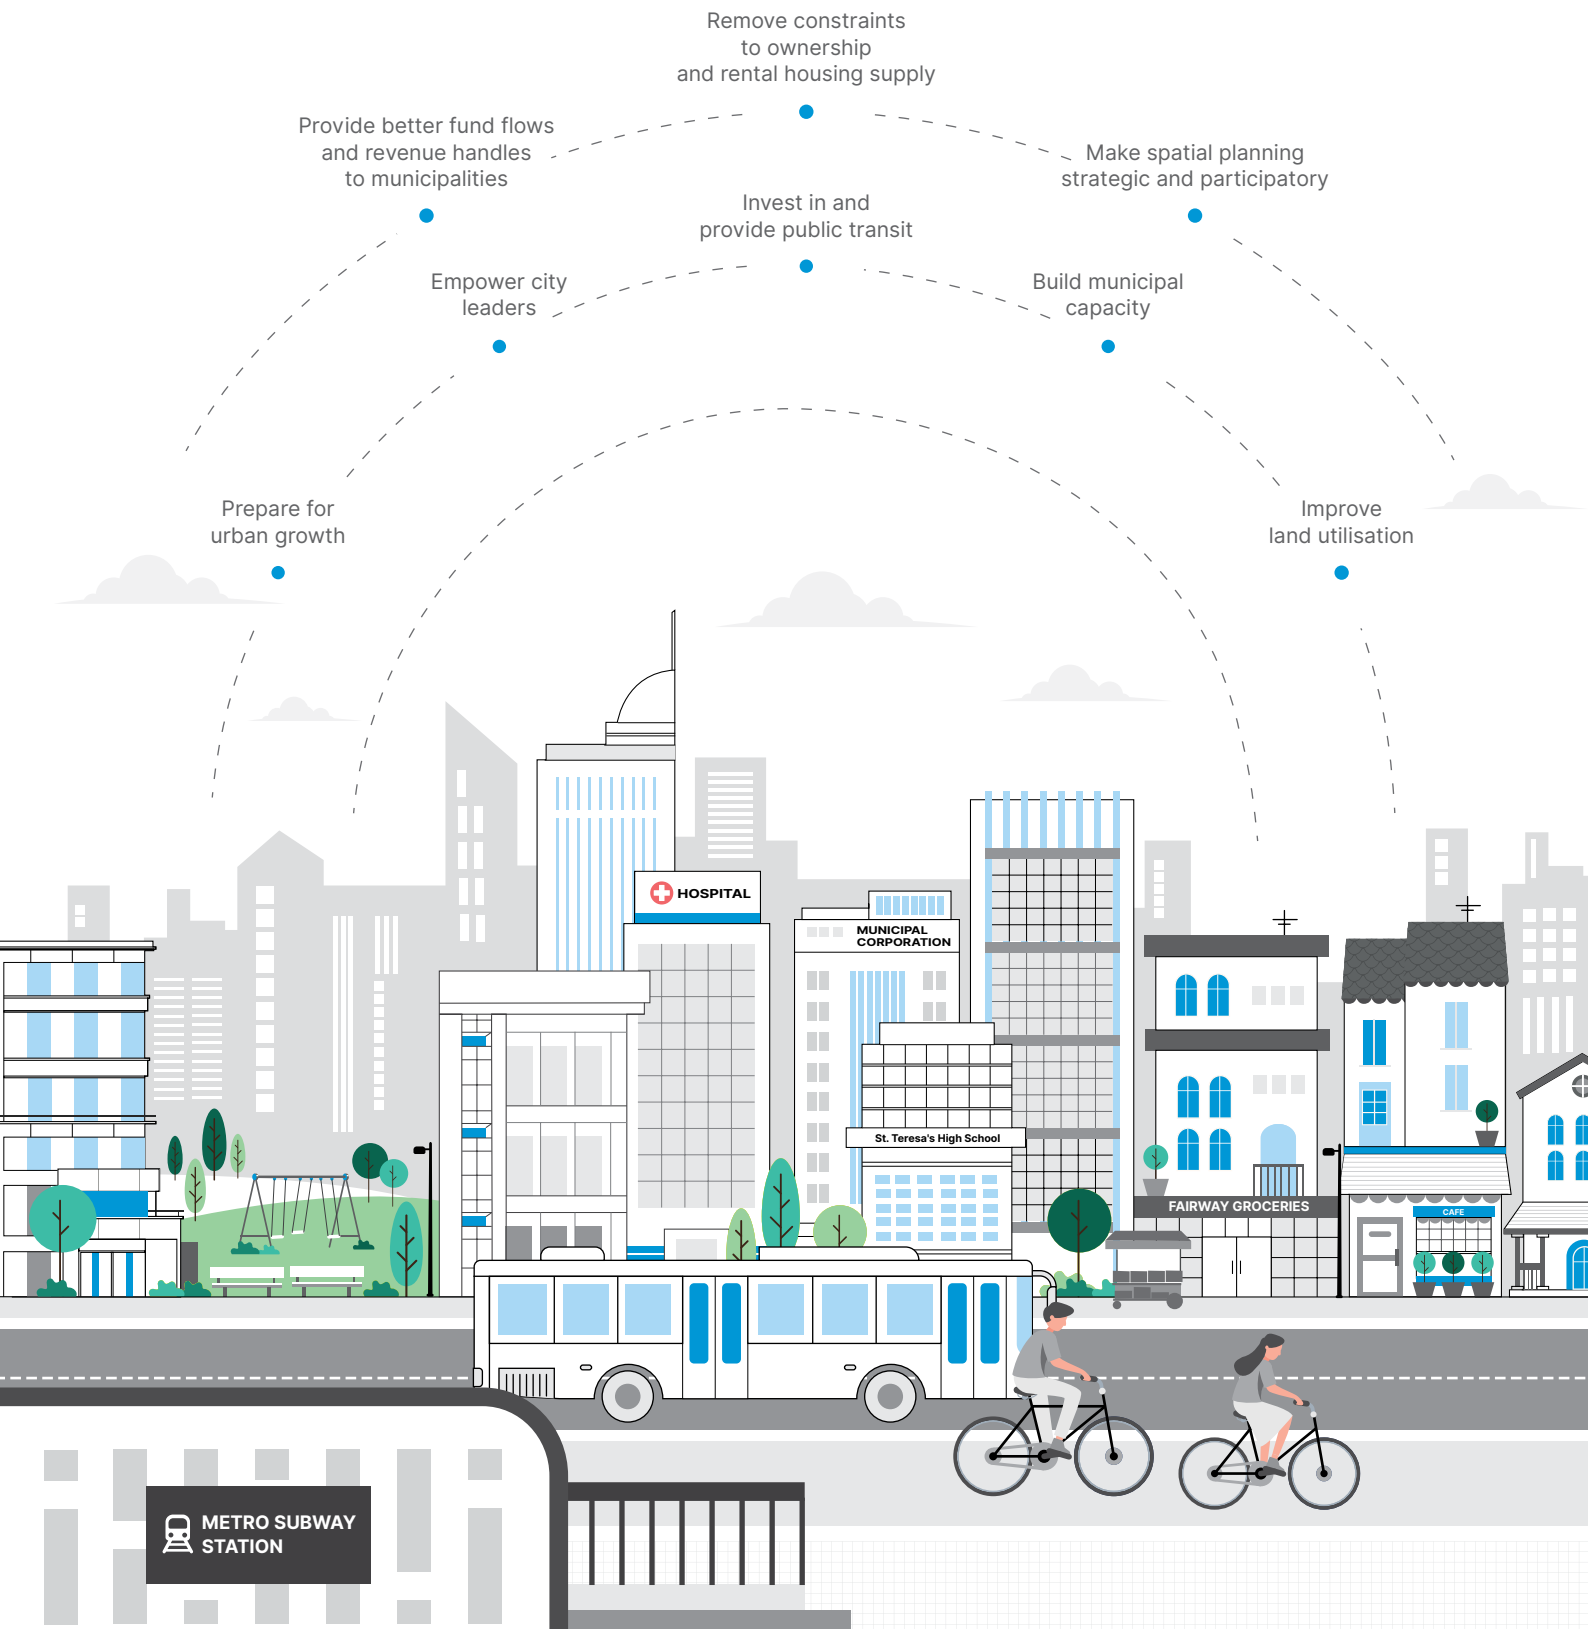 Remove constraints
to ownership
and rental housing supply
Provide better fund flows
and revenue handles
to municipalities
Make spatial planning
strategic and participatory
Invest in and
provide public transit
Empower city
leaders
Build municipal
capacity
Prepare for
urban growth
Improve
land utilisation
HOSPITAL
MUNICIPAL
CORPORATION
St. Teresa's High School
FAIRWAY GROCERIES
CAFE
METRO SUBWAY
STATION